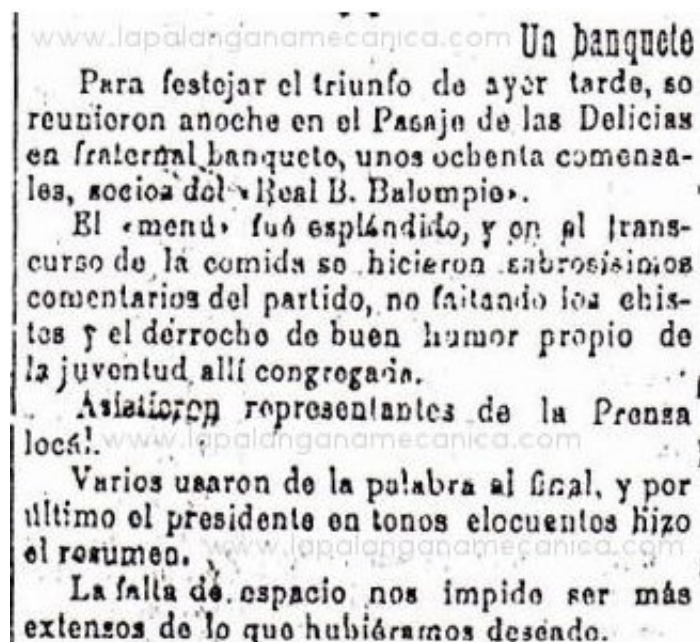 www.lapalanganamecanica.com Un banquete
Para festejar el triunfo de ayer tarde, se
reunieron anoche en el Pasaje de las Delicias
en fraternal banquete, unos ochenta comensa-
les, socios del «Real B. Balompie».
El «menú» fué espléndido, y en el trans-
curso de la comida se hicieron sabrosísimos
comentarios del partido, no faltando los chis-
tes y el derroche de buen humor propio de
la juventud allí congregada.
Asistieron representantes de la Prensa
local. www.lapalanganamecanica.com
Varios usaron de la palabra al final, y por
último el presidente en tonos elocuentes hizo
el resumen. www.lapalanganamecanica.com
La falta de espacio nos impide ser más
extensos de lo que hubiéramos deseado.